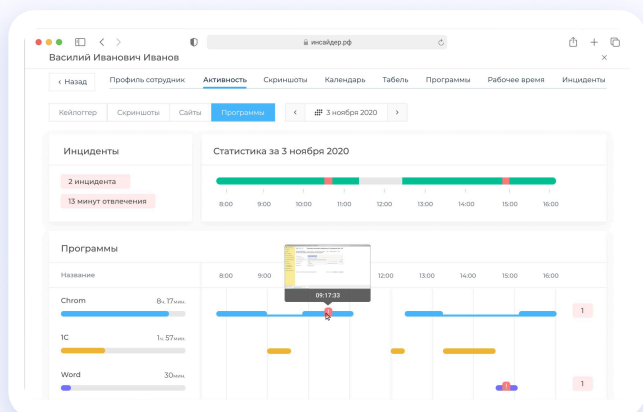 инсайдер.рф
Василий Иванович Иванов
‹ Назад Профиль сотрудник Активность Скриншоты Календарь Табель Программы Рабочее время Инциденты
Кейлоггер Скриншоты Сайты Программы ‹ 3 ноября 2020 ›
Инциденты
2 инцидента
13 минут отвлечения
Статистика за 3 ноября 2020
8:00 9:00 10:00 11:00 12:00 13:00 14:00 15:00 16:00
Программы
Название 8:00 9:00 12:00 13:00 14:00 15:00 16:00
09:17:33
Chrom 8ч. 17мин. 1
1С 1ч. 57мин.
Word 30мин. 1